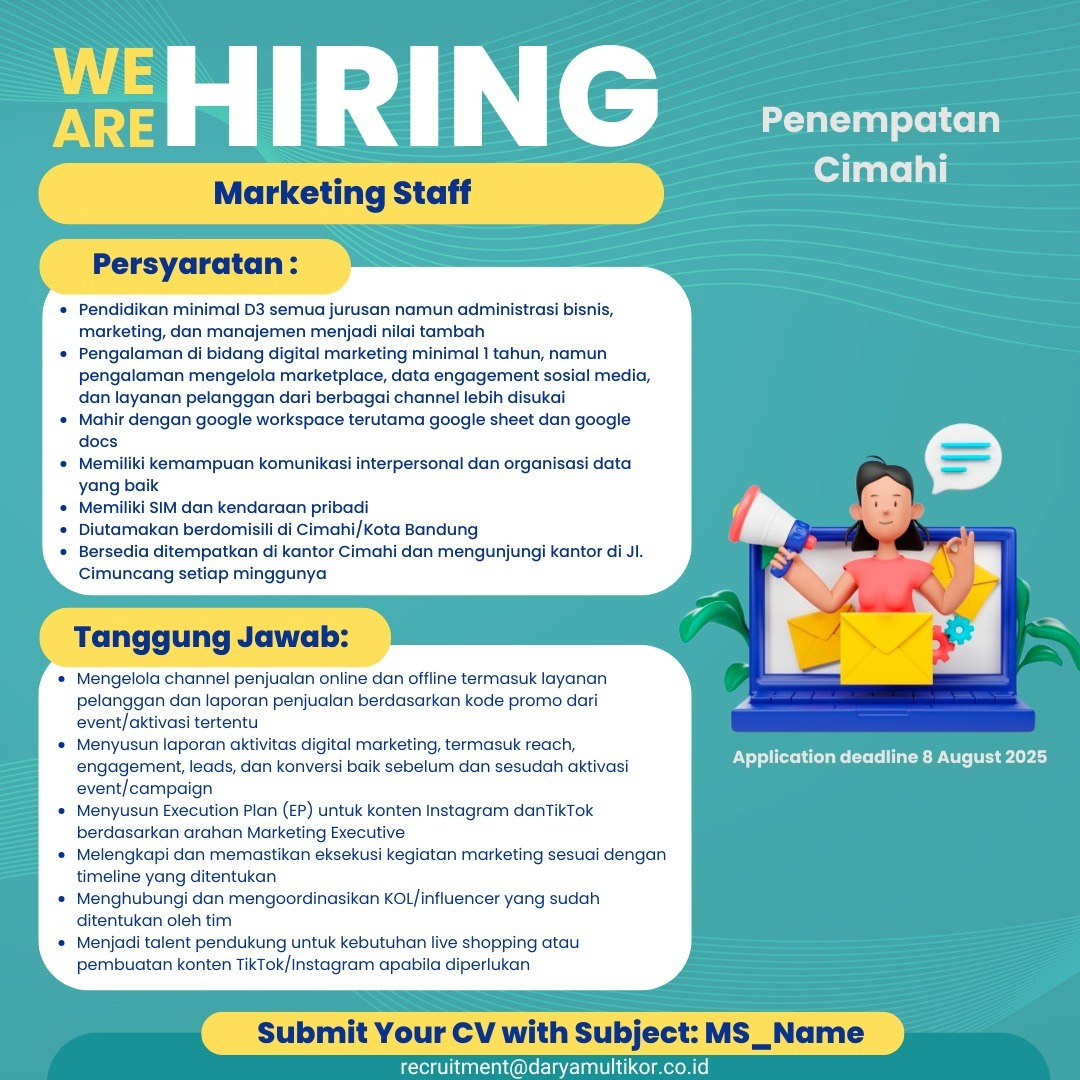 WE
ARE
HIRING
Penempatan
Cimahi
Marketing Staff
Persyaratan :
• Pendidikan minimal D3 semua jurusan namun administrasi bisnis,
marketing, dan manajemen menjadi nilai tambah
• Pengalaman di bidang digital marketing minimal 1 tahun, namun
pengalaman mengelola marketplace, data engagement sosial media,
dan layanan pelanggan dari berbagai channel lebih disukai
• Mahir dengan google workspace terutama google sheet dan google
docs
• Memiliki kemampuan komunikasi interpersonal dan organisasi data
yang baik
• Memiliki SIM dan kendaraan pribadi
• Diutamakan berdomisili di Cimahi/Kota Bandung
• Bersedia ditempatkan di kantor Cimahi dan mengunjungi kantor di Jl.
Cimuncang setiap minggunya
Tanggung Jawab:
• Mengelola channel penjualan online dan offline termasuk layanan
pelanggan dan laporan penjualan berdasarkan kode promo dari
event/aktivasi tertentu
• Menyusun laporan aktivitas digital marketing, termasuk reach,
engagement, leads, dan konversi baik sebelum dan sesudah aktivasi
event/campaign
• Menyusun Execution Plan (EP) untuk konten Instagram danTikTok
berdasarkan arahan Marketing Executive
• Melengkapi dan memastikan eksekusi kegiatan marketing sesuai dengan
timeline yang ditentukan
• Menghubungi dan mengoordinasikan KOL/influencer yang sudah
ditentukan oleh tim
• Menjadi talent pendukung untuk kebutuhan live shopping atau
pembuatan konten TikTok/Instagram apabila diperlukan
Application deadline 8 August 2025
Submit Your CV with Subject: MS_Name
recruitment@daryamultikor.co.id